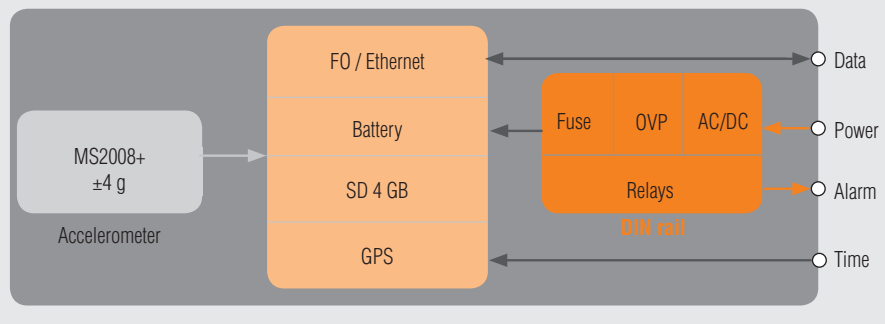 FO / Ethernet
Data
Fuse
OVP
AC/DC
Battery
Power
MS2008+
±4 g
SD 4 GB
Relays
Alarm
Accelerometer
DIN rail
GPS
Time